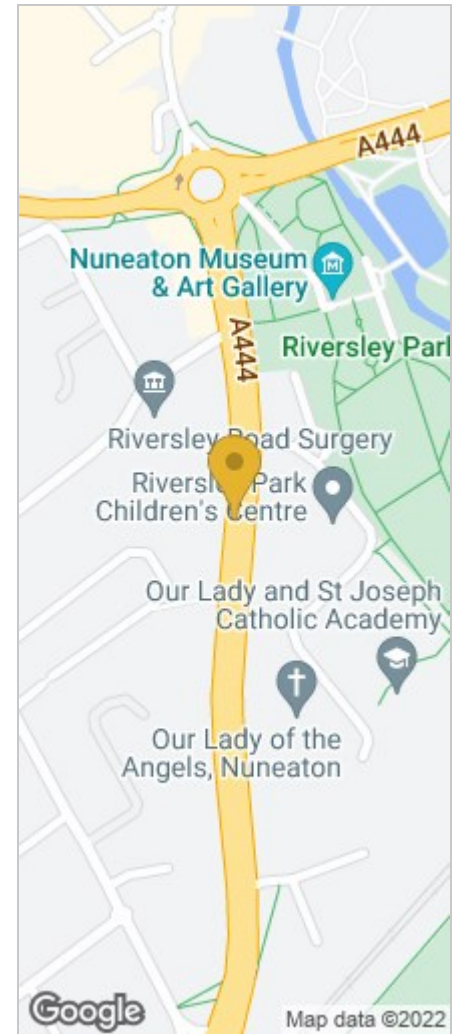 A444
Nuneaton Museum
& Art Gallery
A444
Riversley Parl
Riversley Road Surgery
Riversley Park
Children's Centre
Our Lady and St Joseph
Catholic Academy
Our Lady of the
Angels, Nuneaton
Google
Map data ©2022